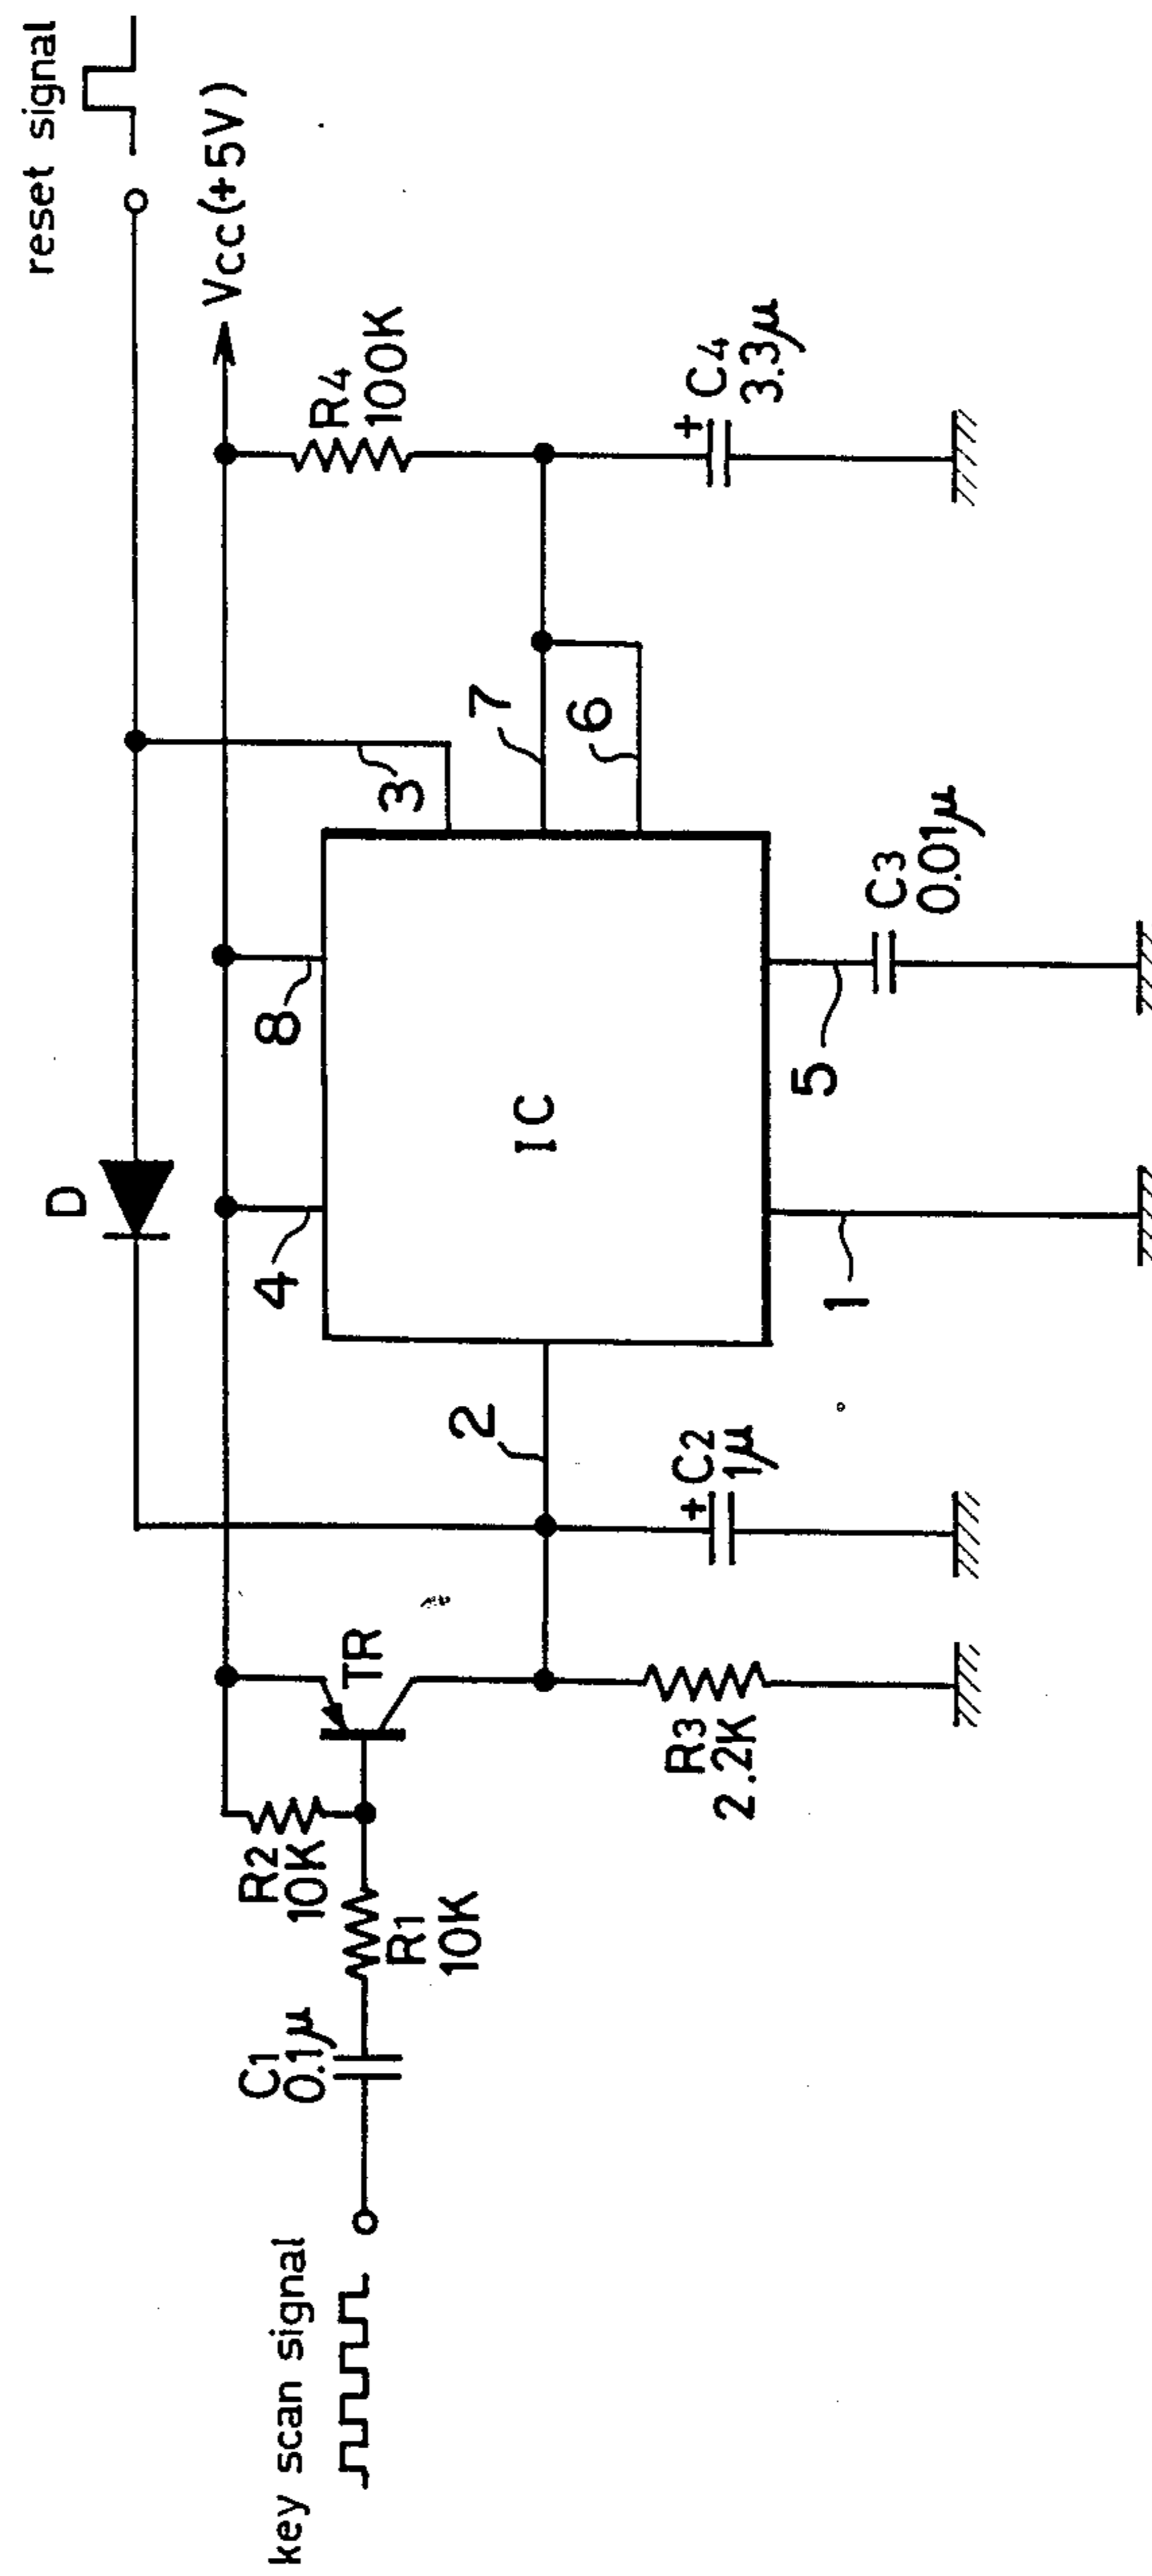 reset signal
Vcc(+5V)
D
R4
100K
C4
+
3.3μ
3
7
6
8
4
IC
C3
0.01μ
5
1
2
C2
+
1μ
TR
R3
2.2K
R2
10K
R1
10K
C1
0.1μ
key scan signal